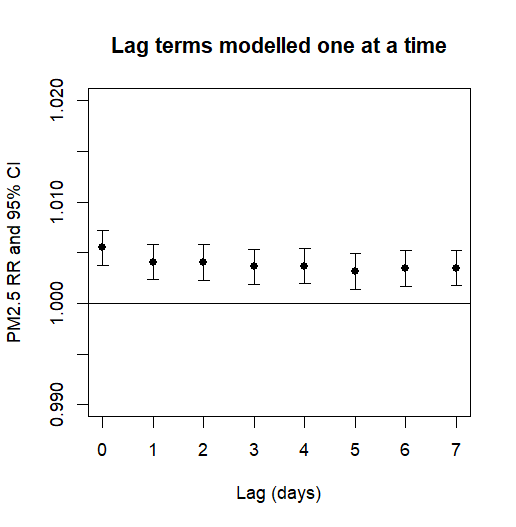 Lag terms modelled one at a time
PM2.5 RR and 95% CI
1.020
1.010
1.000
0.990
0 1 2 3 4 5 6 7
Lag (days)